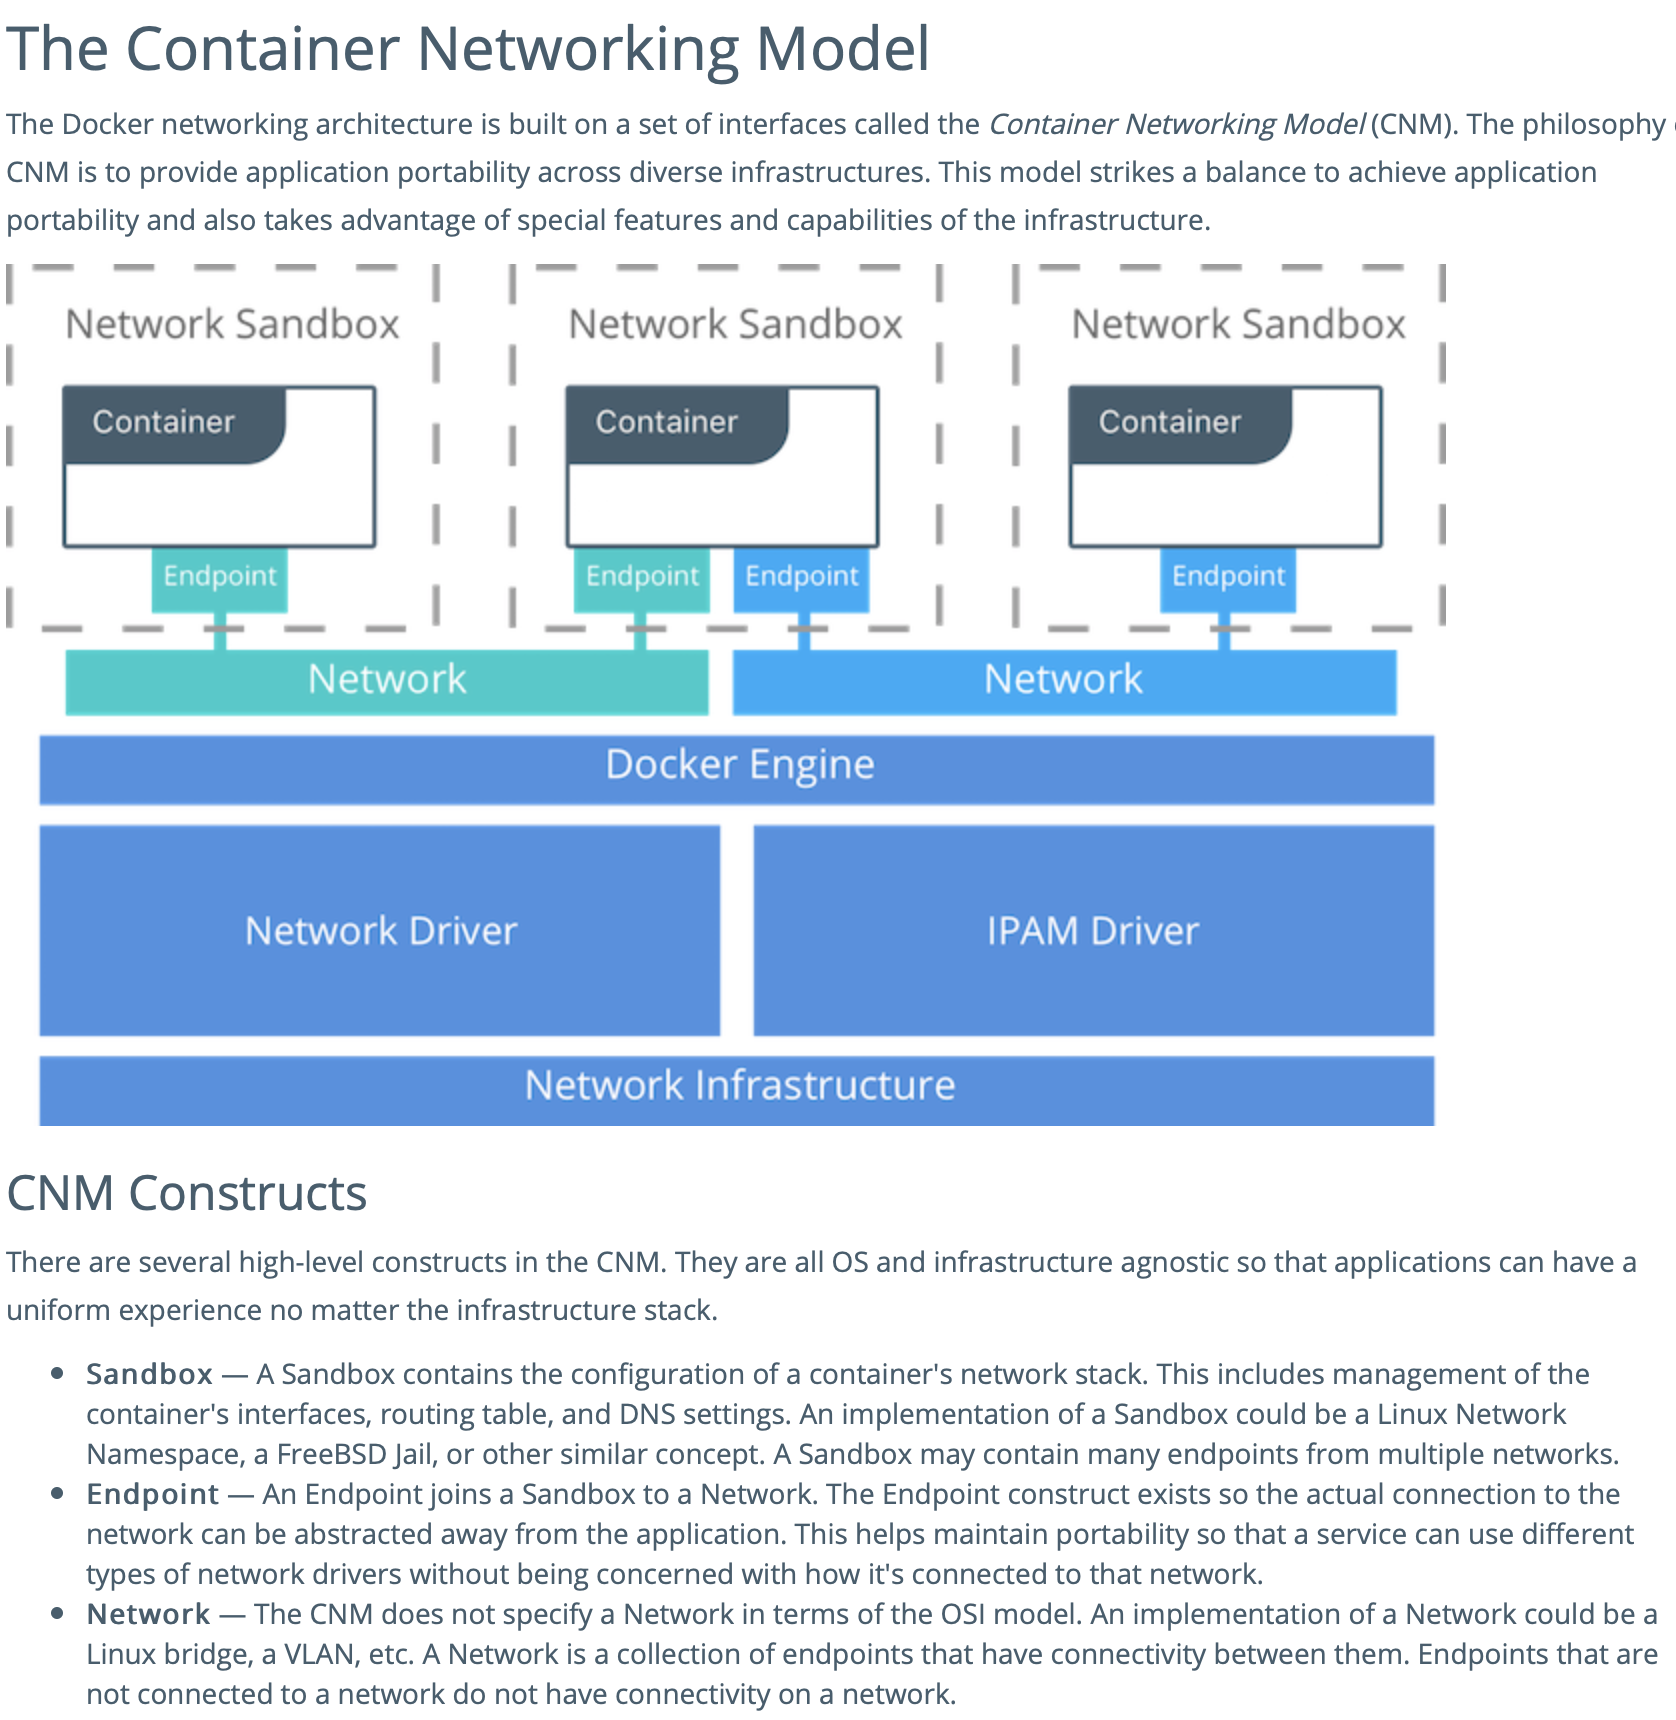 The Container Networking Model
The Docker networking architecture is built on a set of interfaces called the Container Networking Model (CNM). The philosophy
CNM is to provide application portability across diverse infrastructures. This model strikes a balance to achieve application
portability and also takes advantage of special features and capabilities of the infrastructure.
Network Sandbox Network Sandbox Network Sandbox
Container Container Container
Endpoint Endpoint Endpoint Endpoint
Network Network
Docker Engine
Network Driver IPAM Driver
Network Infrastructure
CNM Constructs
There are several high-level constructs in the CNM. They are all OS and infrastructure agnostic so that applications can have a
uniform experience no matter the infrastructure stack.
• Sandbox — A Sandbox contains the configuration of a container's network stack. This includes management of the
container's interfaces, routing table, and DNS settings. An implementation of a Sandbox could be a Linux Network
Namespace, a FreeBSD Jail, or other similar concept. A Sandbox may contain many endpoints from multiple networks.
• Endpoint — An Endpoint joins a Sandbox to a Network. The Endpoint construct exists so the actual connection to the
network can be abstracted away from the application. This helps maintain portability so that a service can use different
types of network drivers without being concerned with how it's connected to that network.
• Network — The CNM does not specify a Network in terms of the OSI model. An implementation of a Network could be a
Linux bridge, a VLAN, etc. A Network is a collection of endpoints that have connectivity between them. Endpoints that are
not connected to a network do not have connectivity on a network.